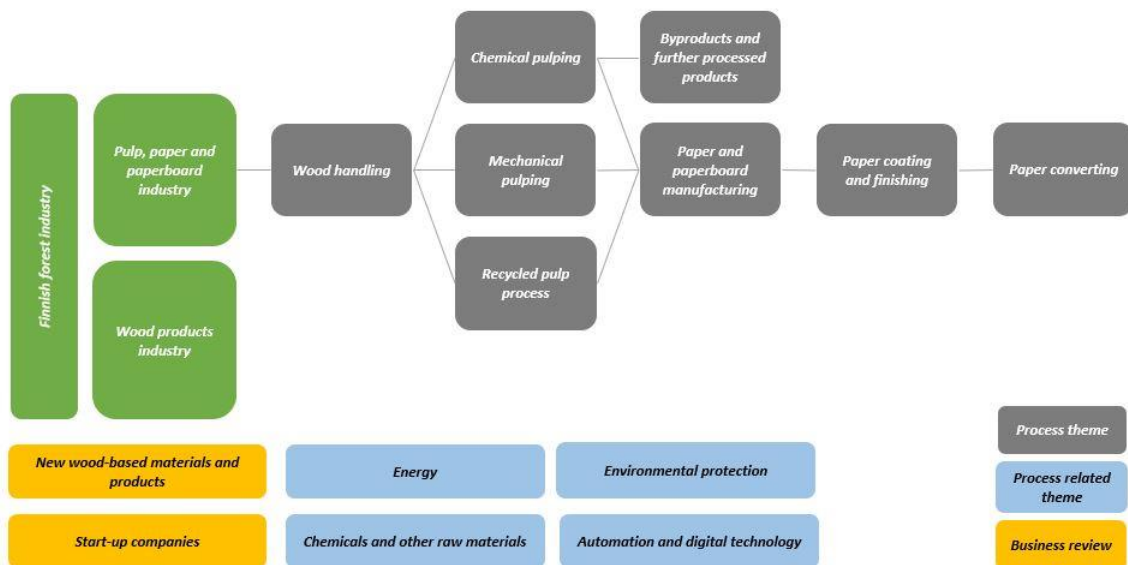 Finnish forest industry
Pulp, paper and
paperboard
industry
Wood products
industry
Wood handling
Chemical pulping
Mechanical
pulping
Recycled pulp
process
Byproducts and
further processed
products
Paper and
paperboard
manufacturing
Paper coating
and finishing
Paper converting
New wood-based materials and
products
Energy
Environmental protection
Start-up companies
Chemicals and other raw materials
Automation and digital technology
Process theme
Process related
theme
Business review